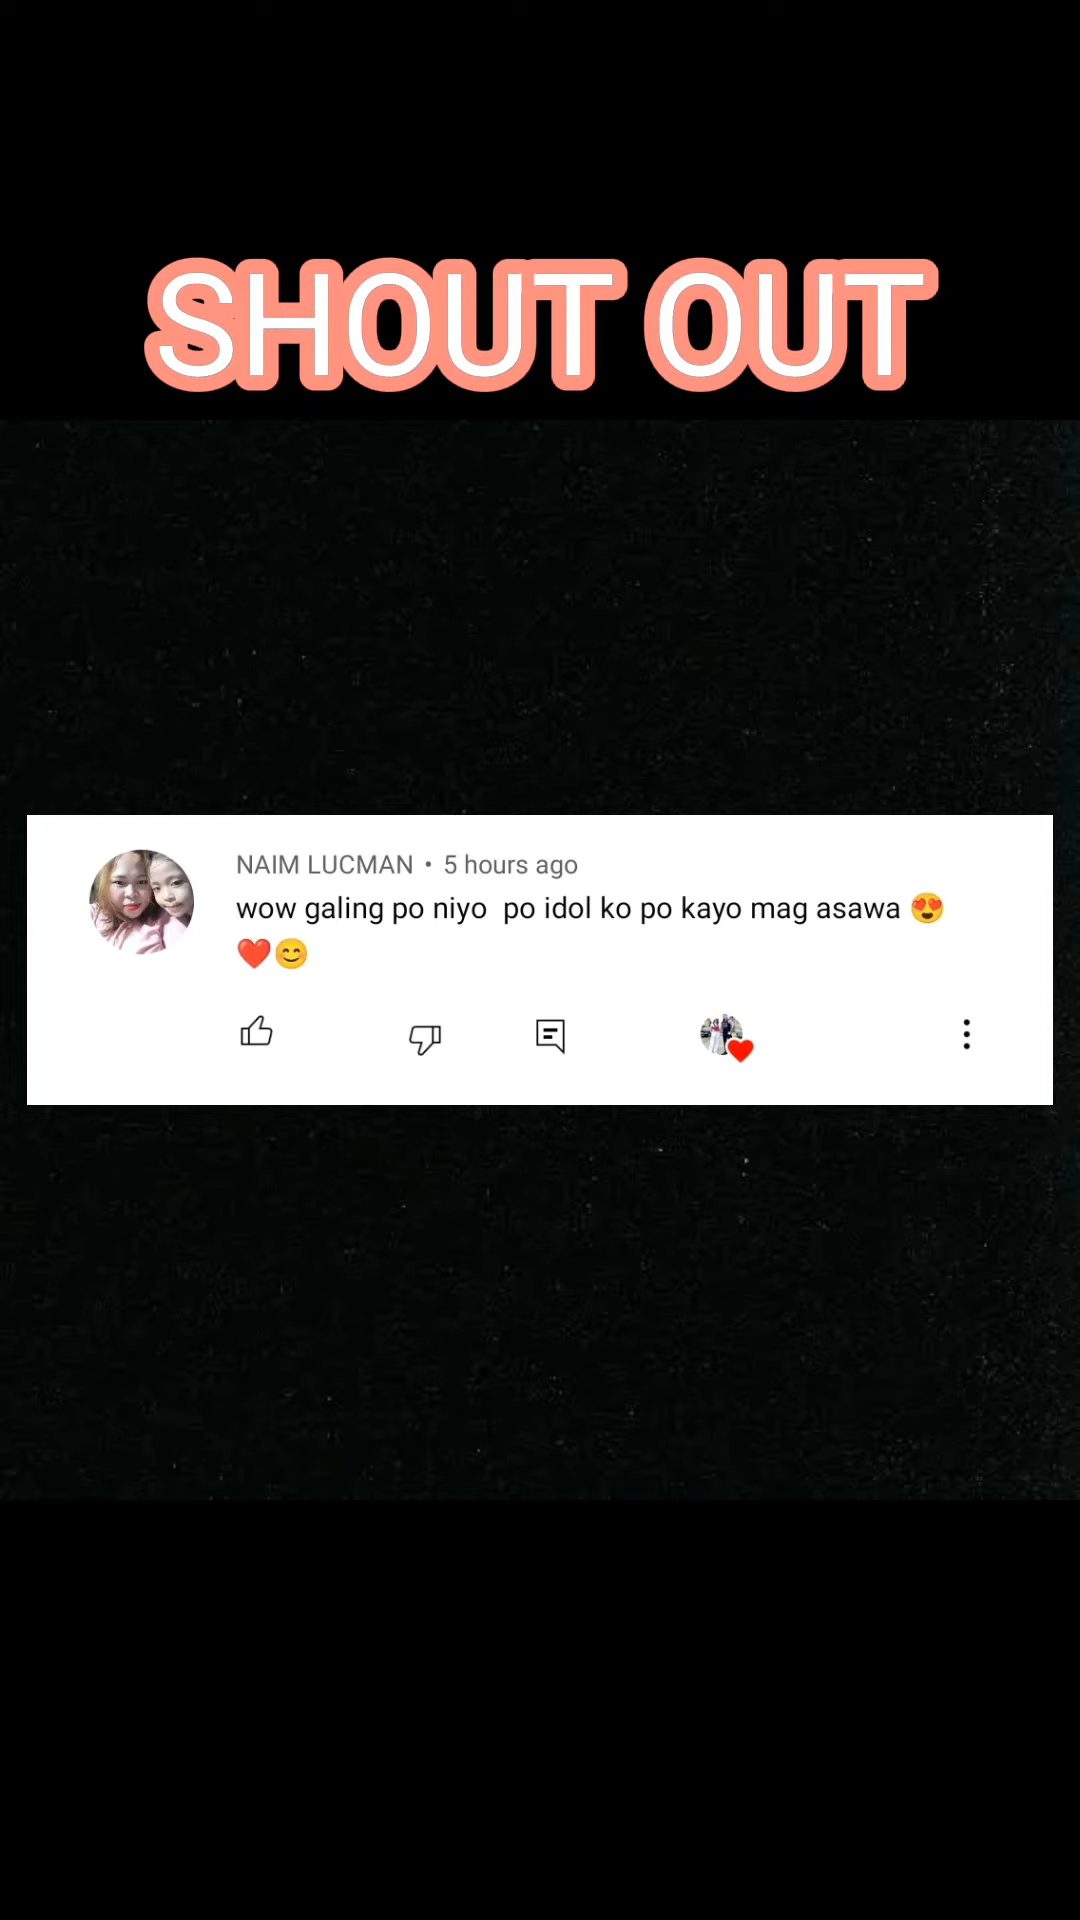 SHOUT OUT
NAIM LUCMAN • 5 hours ago
wow galing po niyo  po idol ko po kayo mag asawa 😍
❤️😊